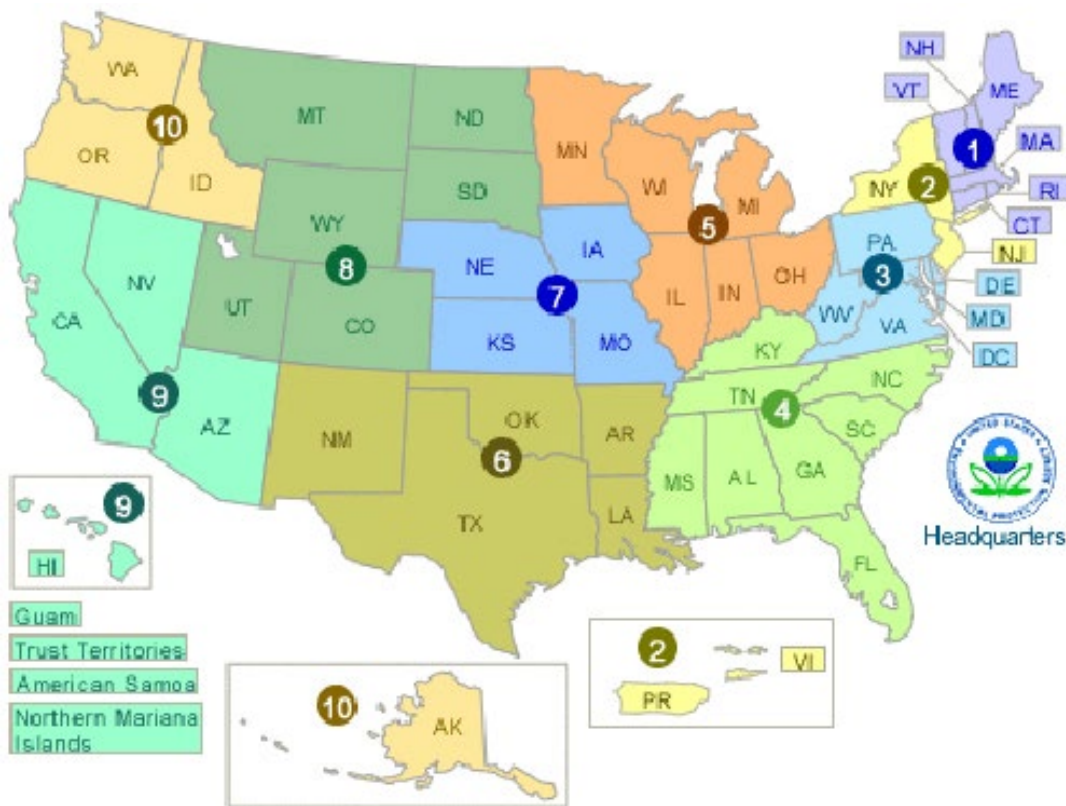 NH
WA
VT
ME
MT
ND
10
MN
OR
1
MA
ID
WI
2
SD
NY
MI
RI
WY
5
CT
PA
NE
IA
NJ
8
3
NV
OH
DE
7
IL
IN
WV
UT
CO
VA
MD
CA
KS
MO
KY
DC
NC
TN
9
4
AZ
OK
NM
AR
SC
6
MS
AL
GA
9
TX
LA
Headquarters
HI
FL
Guam
Trust Territories
2
VI
American Samoa
PR
10
Northern Mariana
Islands
AK